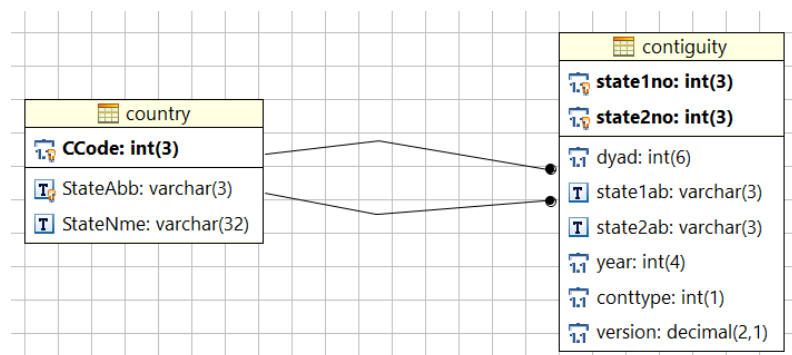 country
CCode: int(3)
StateAbb: varchar(3)
StateNme: varchar(32)
contiguity
state1no: int(3)
state2no: int(3)
dyad: int(6)
state1ab: varchar(3)
state2ab: varchar(3)
year: int(4)
conttype: int(1)
version: decimal(2,1)